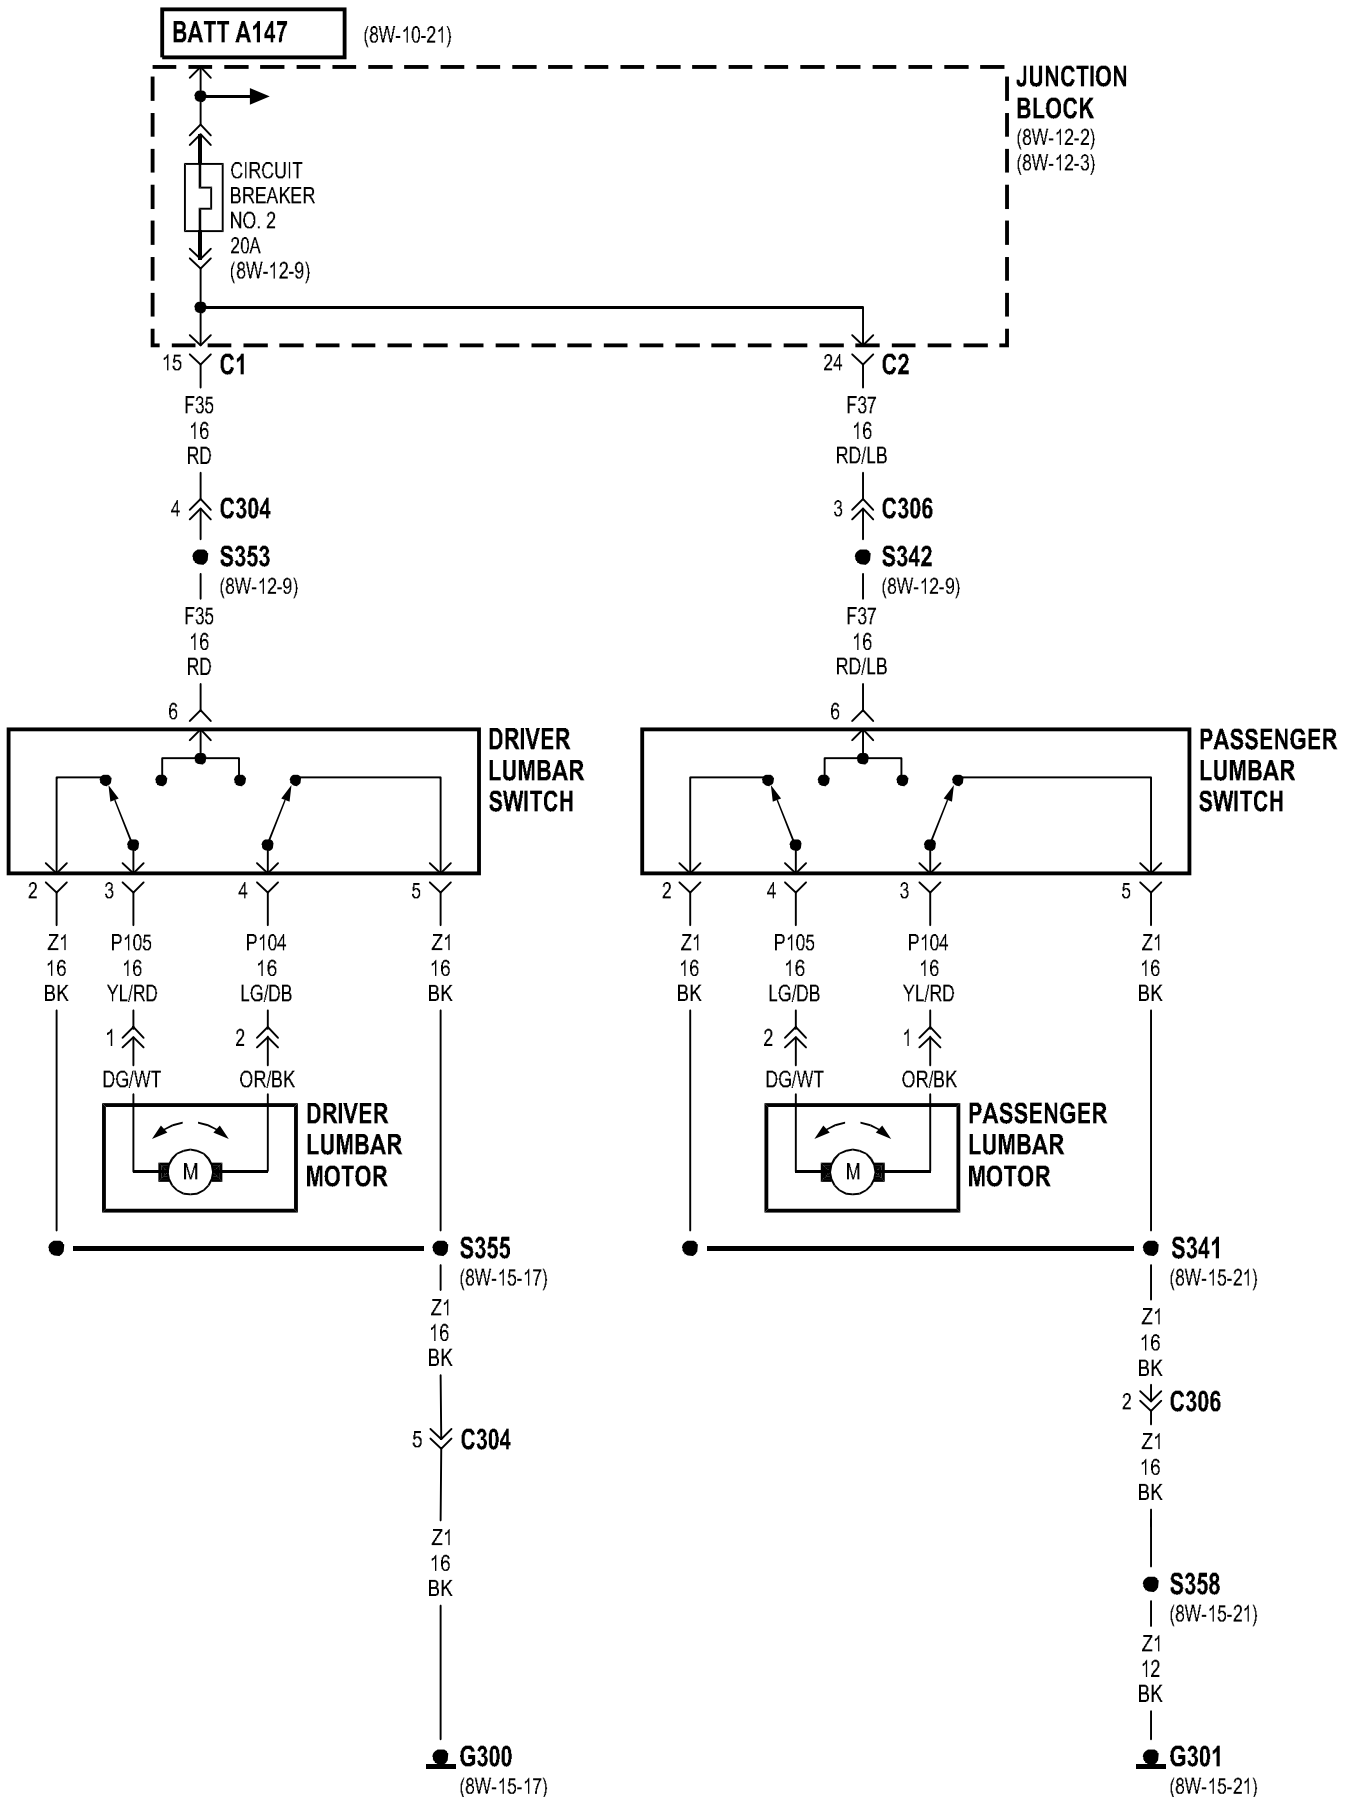 BATT A147
(8W-10-21)
JUNCTION
BLOCK
(8W-12-2)
(8W-12-3)
CIRCUIT
BREAKER
NO. 2
20A
(8W-12-9)
15 C1
24 C2
F35
16
RD
F37
16
RD/LB
4 C304
3 C306
S353
(8W-12-9)
S342
(8W-12-9)
F35
16
RD
F37
16
RD/LB
6
6
DRIVER
LUMBAR
SWITCH
PASSENGER
LUMBAR
SWITCH
2 3 4 5
2 4 3 5
Z1 P105 P104 Z1
16 16 16 16
BK YL/RD LG/DB BK
Z1 P105 P104 Z1
16 16 16 16
BK LG/DB YL/RD BK
1 2
2 1
DG/WT OR/BK
DG/WT OR/BK
DRIVER
LUMBAR
MOTOR
M
PASSENGER
LUMBAR
MOTOR
M
S355
(8W-15-17)
S341
(8W-15-21)
Z1
16
BK
Z1
16
BK
5 C304
2 C306
Z1
16
BK
Z1
16
BK
S358
(8W-15-21)
Z1
12
BK
G300
(8W-15-17)
G301
(8W-15-21)